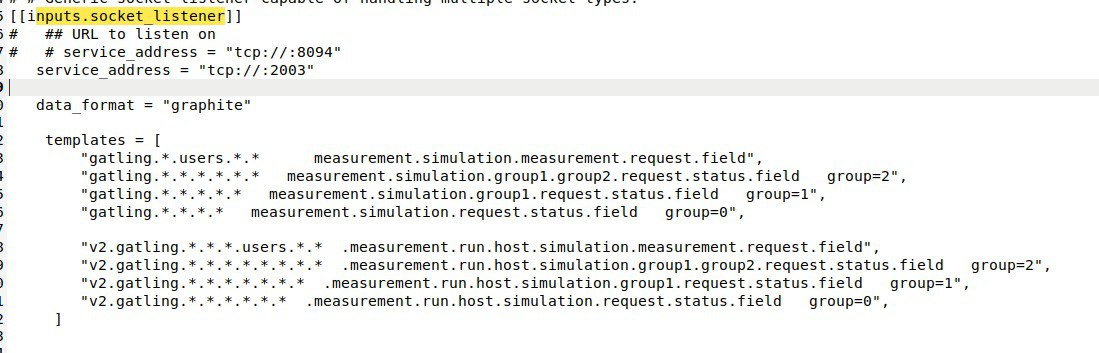 # # Generic socket listener capable of handling multiple socket types.
5 [[inputs.socket_listener]]
6 #   ## URL to listen on
7 #   # service_address = "tcp://:8094"
8    service_address = "tcp://:2003"
9
0    data_format = "graphite"
1
2     templates = [
3         "gatling.*.users.*.*      measurement.simulation.measurement.request.field",
4         "gatling.*.*.*.*.*.*   measurement.simulation.group1.group2.request.status.field   group=2",
5         "gatling.*.*.*.*.*   measurement.simulation.group1.request.status.field   group=1",
6         "gatling.*.*.*.*   measurement.simulation.request.status.field   group=0",
7
8         "v2.gatling.*.*.*.users.*.*  .measurement.run.host.simulation.measurement.request.field",
9         "v2.gatling.*.*.*.*.*.*.*.*  .measurement.run.host.simulation.group1.group2.request.status.field   group=2",
0         "v2.gatling.*.*.*.*.*.*.*  .measurement.run.host.simulation.group1.request.status.field   group=1",
1         "v2.gatling.*.*.*.*.*.*  .measurement.run.host.simulation.request.status.field   group=0",
2      ]
3